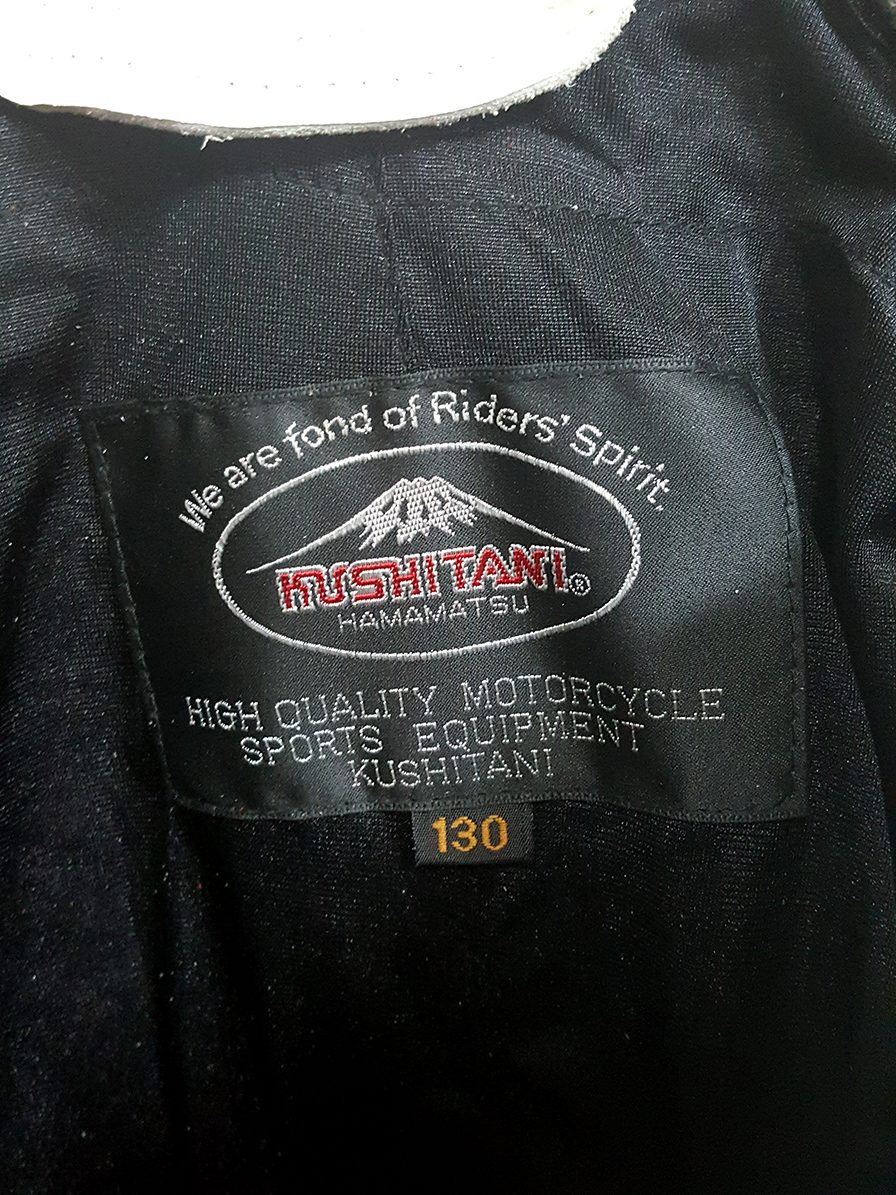 We are fond of Riders' Spirit.
KUSHITANI®
HAMAMATSU
HIGH QUALITY MOTORCYCLE
SPORTS EQUIPMENT
KUSHITANI
130